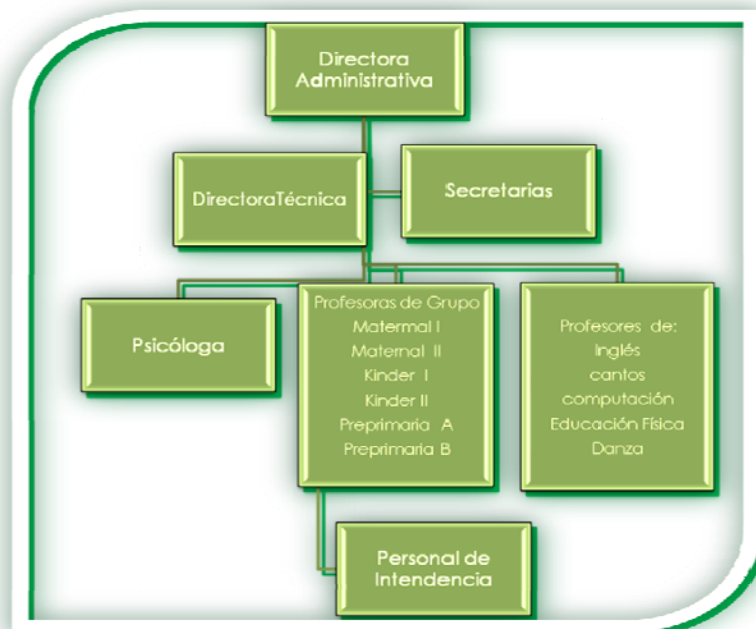 Directora
Administrativa
DirectoraTécnica
Secretarias
Psicóloga
Profesoras de Grupo
Matermal I
Maternal II
Kinder I
Kinder II
Preprimaria A
Preprimaria B
Profesores de:
Inglés
cantos
computación
Educación Física
Danza
Personal de
Intendencia